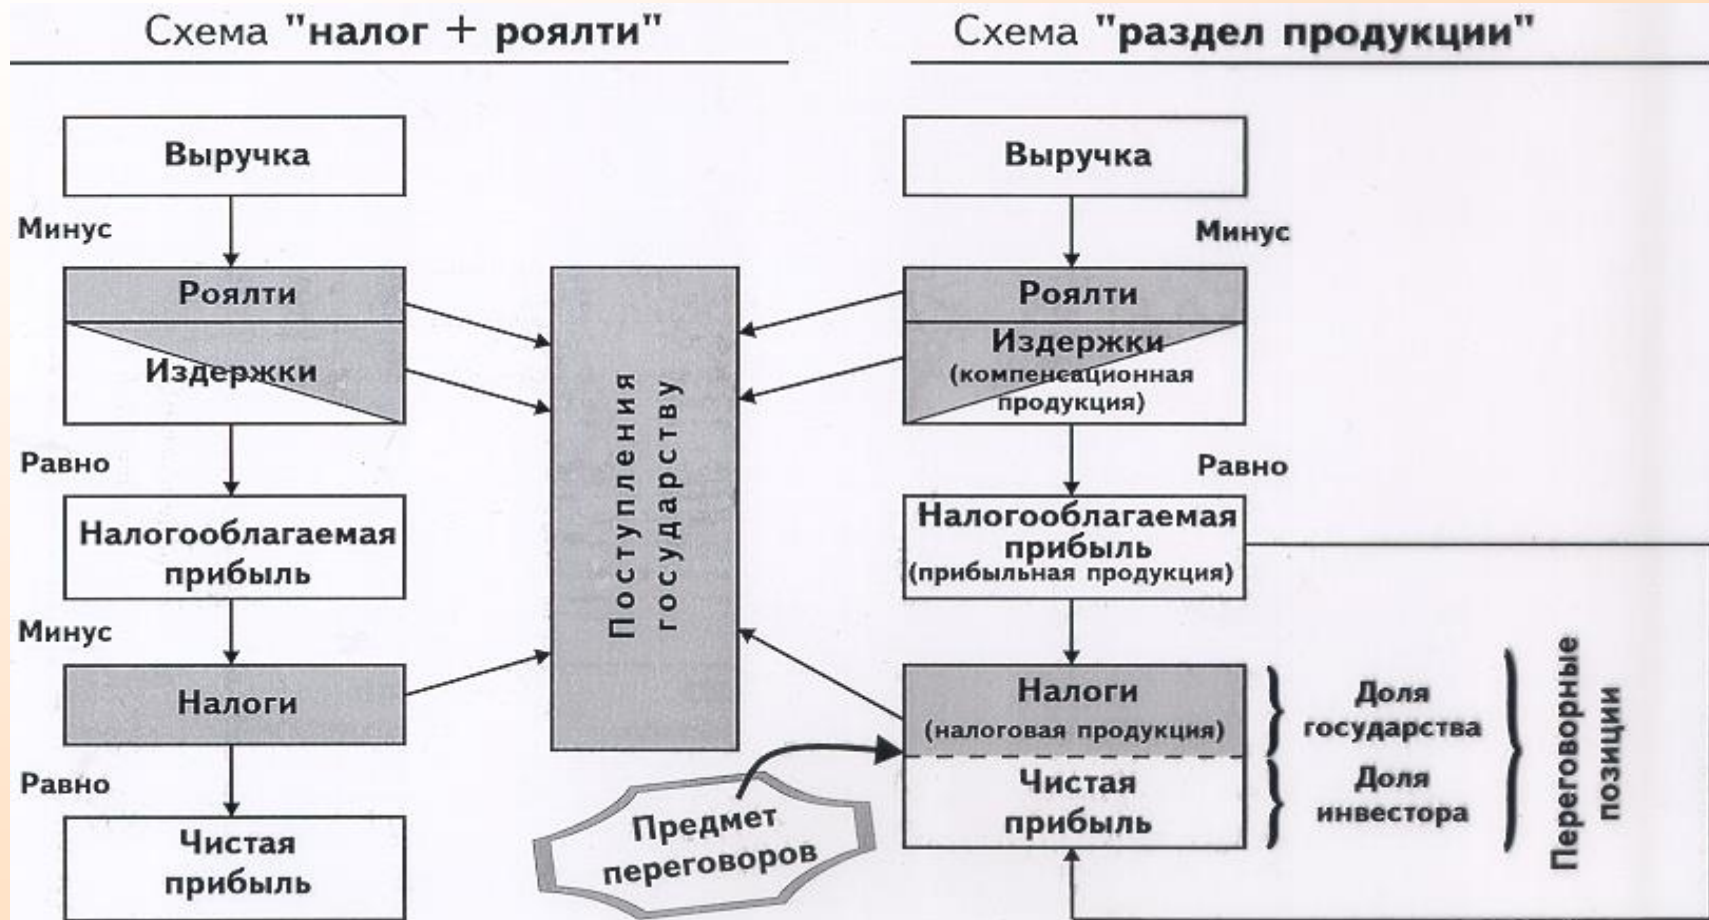 Схема "налог + роялти"
Выручка
Минус
Роялти
Издержки
Равно
Налогооблагаемая
прибыль
Минус
Налоги
Равно
Чистая
прибыль
Поступления
государству
Схема "раздел продукции"
Выручка
Минус
Роялти
Издержки
(компенсационная
продукция)
Равно
Налогооблагаемая
прибыль
(прибыльная продукция)
Налоги
(налоговая продукция)
Чистая
прибыль
Доля
государства
Доля
инвестора
Переговорные
позиции
Предмет
переговоров